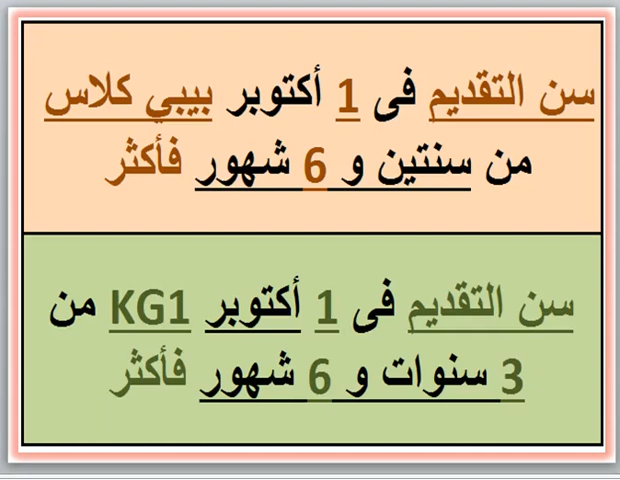 سن التقديم فى 1 أكتوبر بيبي كلاس
من سنتين و 6 شهور فأكثر
سن التقديم فى 1 أكتوبر KG1 من
3 سنوات و 6 شهور فأكثر